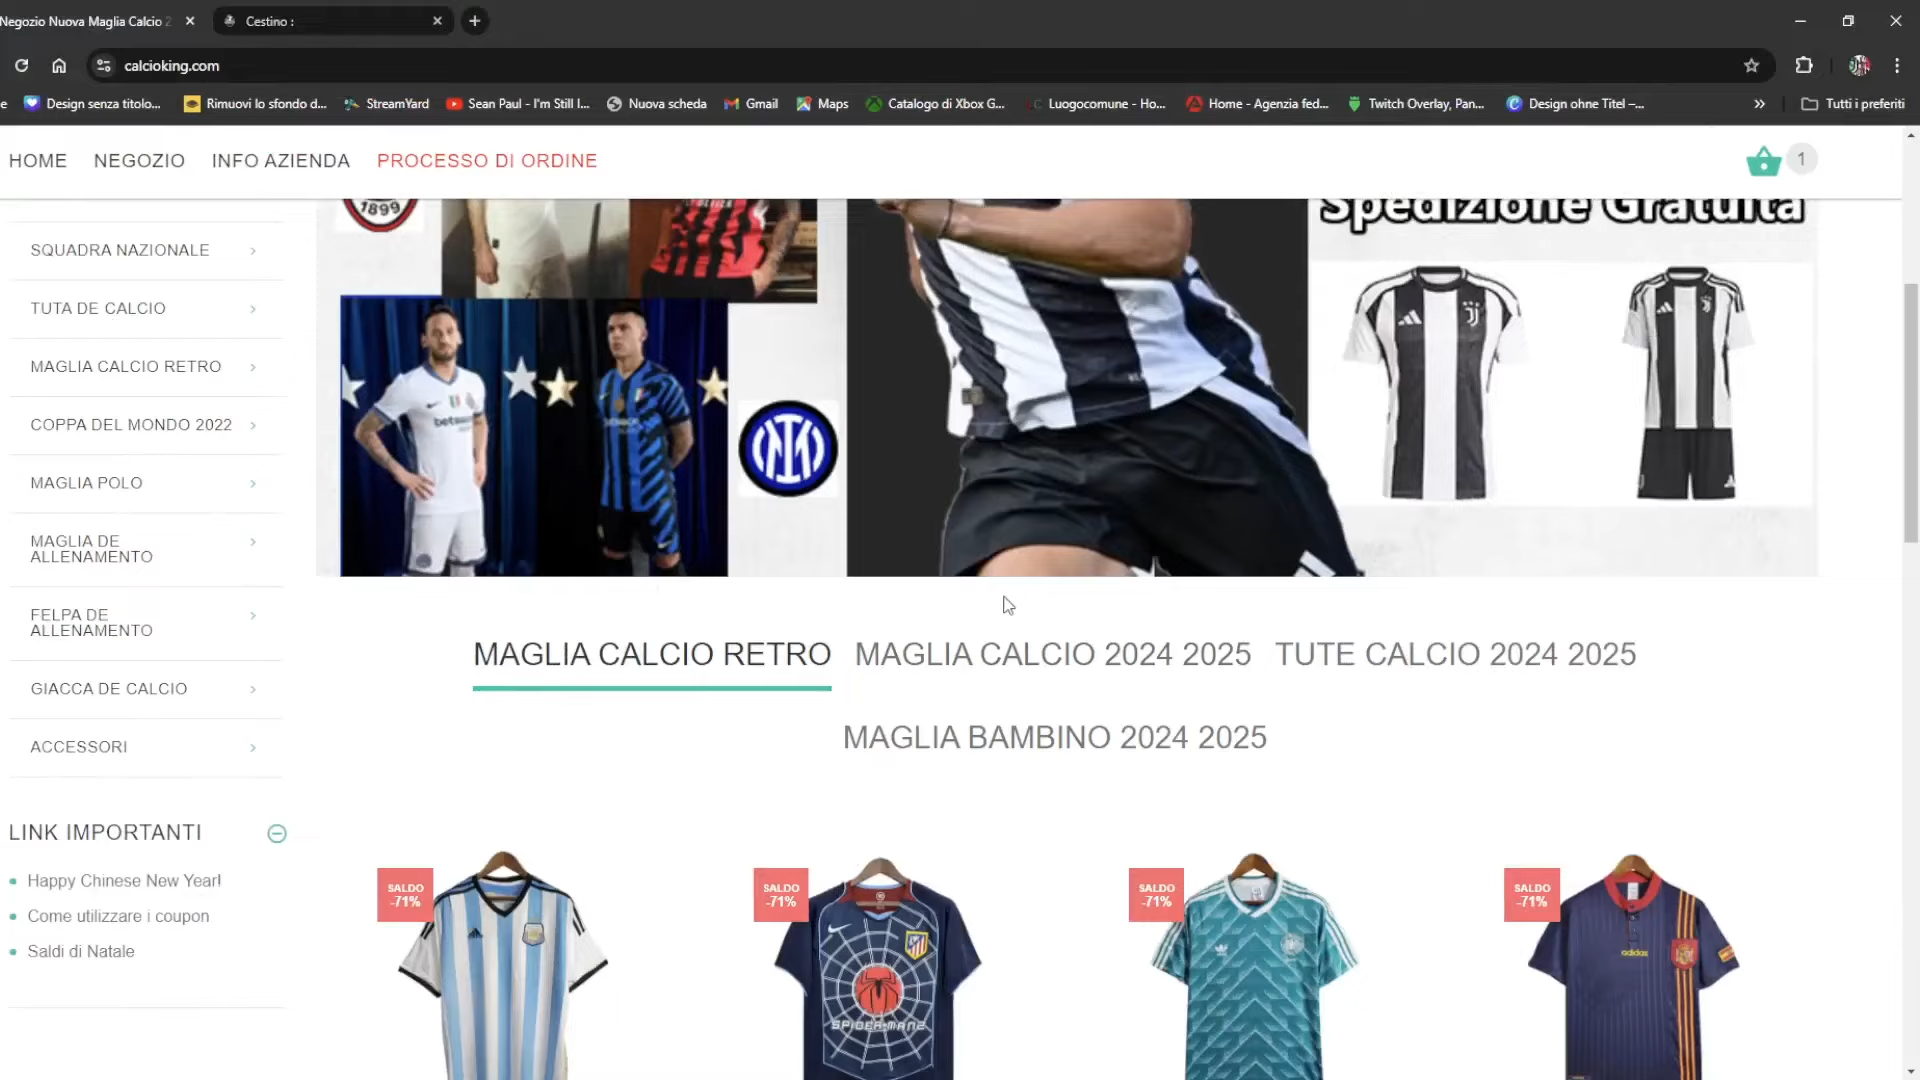 Negozio Nuova Maglia Calcio 2
Cestino :
calcioking.com
e
Design senza titolo...
Rimuovi lo sfondo d...
StreamYard
Sean Paul - I'm Still I...
Nuova scheda
Gmail
Maps
Catalogo di Xbox G...
Luogocomune - Ho...
Home - Agenzia fed...
Twitch Overlay, Pan...
Design ohne Titel –...
»
Tutti i preferiti
HOME
NEGOZIO
INFO AZIENDA
PROCESSO DI ORDINE
1
1899
Spedizione Gratuita
SQUADRA NAZIONALE
TUTA DE CALCIO
MAGLIA CALCIO RETRO
COPPA DEL MONDO 2022
MAGLIA POLO
MAGLIA DE
ALLENAMENTO
FELPA DE
ALLENAMENTO
GIACCA DE CALCIO
ACCESSORI
LINK IMPORTANTI
Happy Chinese New Year!
Come utilizzare i coupon
Saldi di Natale
MAGLIA CALCIO RETRO
MAGLIA CALCIO 2024 2025
TUTE CALCIO 2024 2025
MAGLIA BAMBINO 2024 2025
SALDO
-71%
SALDO
-71%
SPIDER-MAN2
SALDO
-71%
SALDO
-71%
adidas